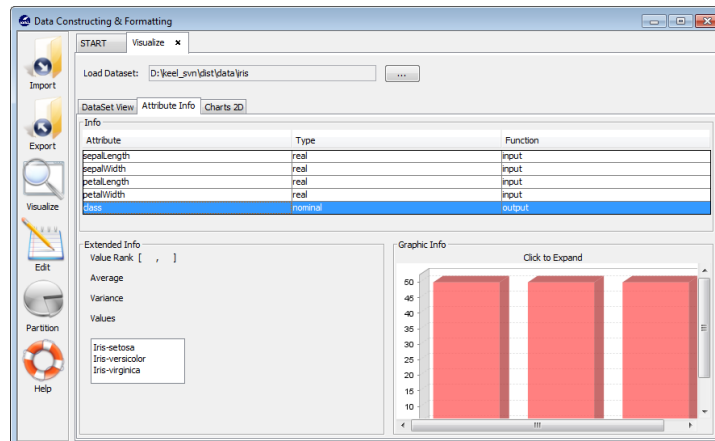 Data Constructing & Formatting
Import
Export
Visualize
Edit
Partition
Help
START
Visualize
Load Dataset:
D:\keel_svn\dist\data\iris
...
DataSet View
Attribute Info
Charts 2D
Info
Attribute Type Function
sepalLength real input
sepalWidth real input
petalLength real input
petalWidth real input
class nominal output
Extended Info
Value Rank [ , ]
Average
Variance
Values
Iris-setosa
Iris-versicolor
Iris-virginica
Graphic Info
Click to Expand
50
45
40
35
30
25
20
15
10